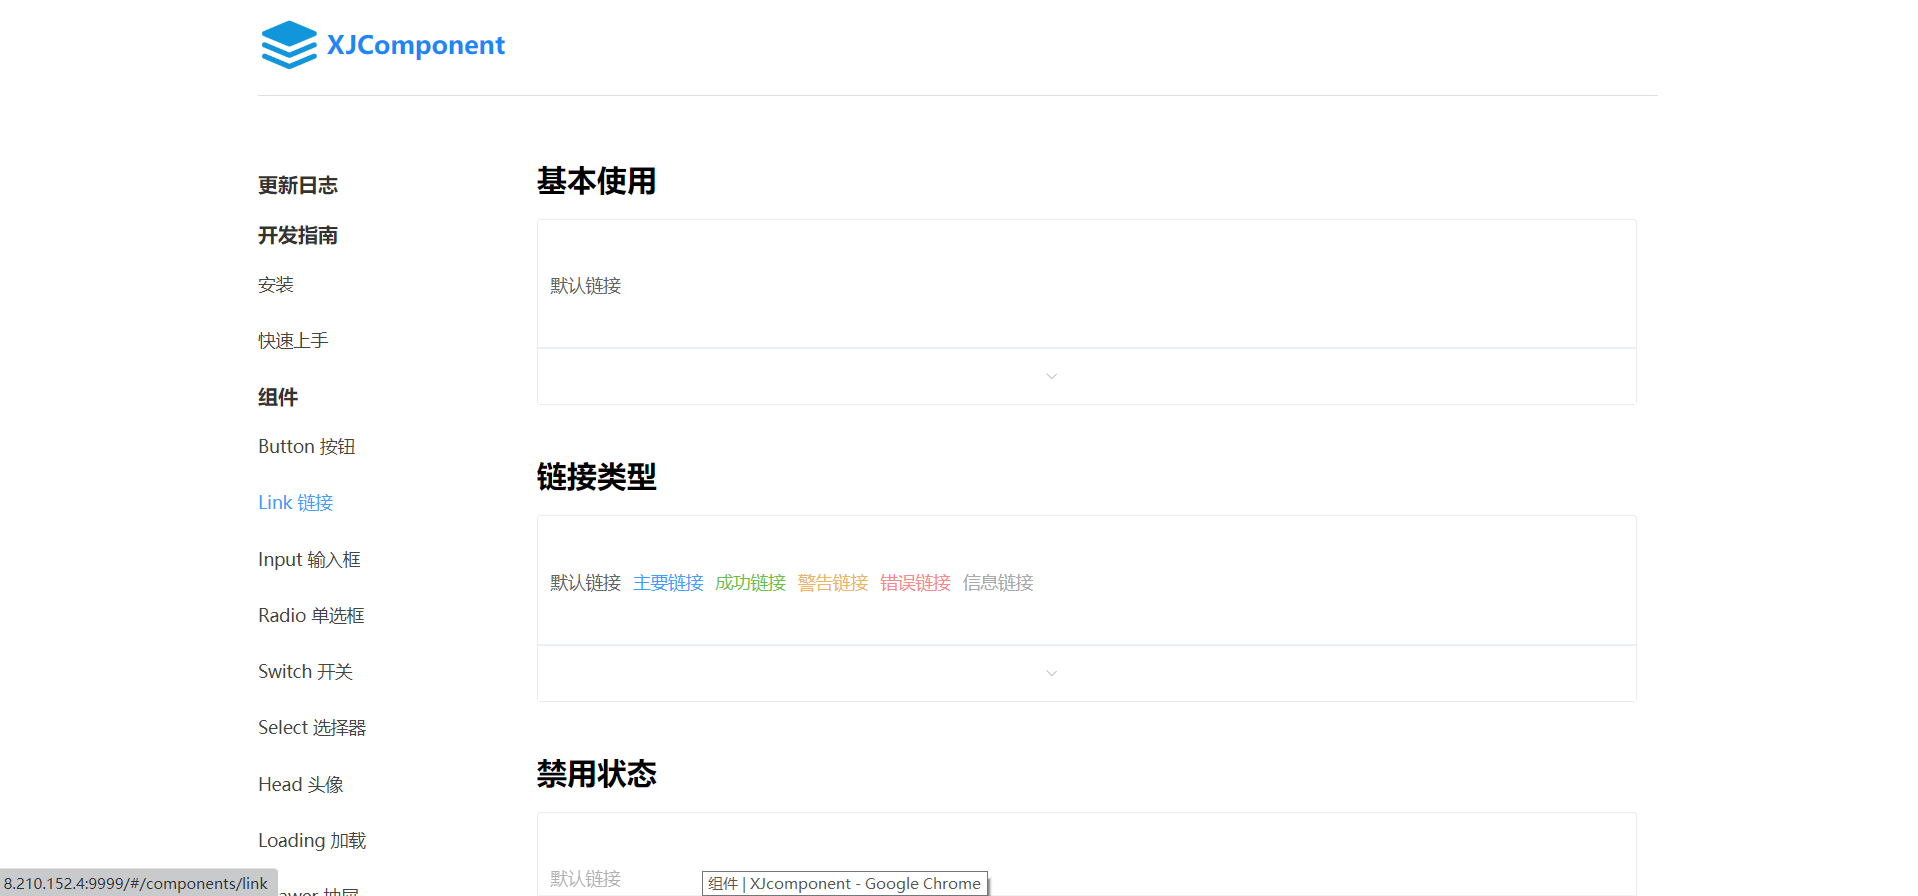 XJComponent
更新日志
开发指南
安装
快速上手
组件
Button 按钮
Link 链接
Input 输入框
Radio 单选框
Switch 开关
Select 选择器
Head 头像
Loading 加载
基本使用
默认链接
链接类型
默认链接 主要链接 成功链接 警告链接 错误链接 信息链接
禁用状态
默认链接
8.210.152.4:9999/#/components/link
组件 | XJcomponent - Google Chrome